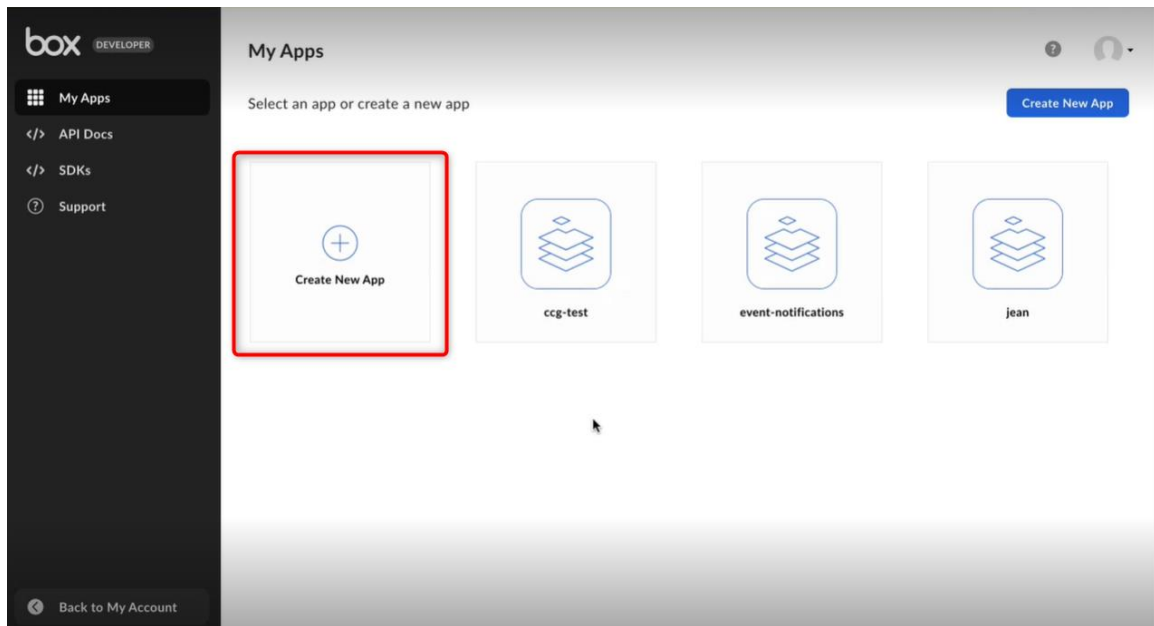 box DEVELOPER
My Apps
API Docs
SDKs
Support
Back to My Account
My Apps
Select an app or create a new app
Create New App
Create New App
ccg-test
event-notifications
jean